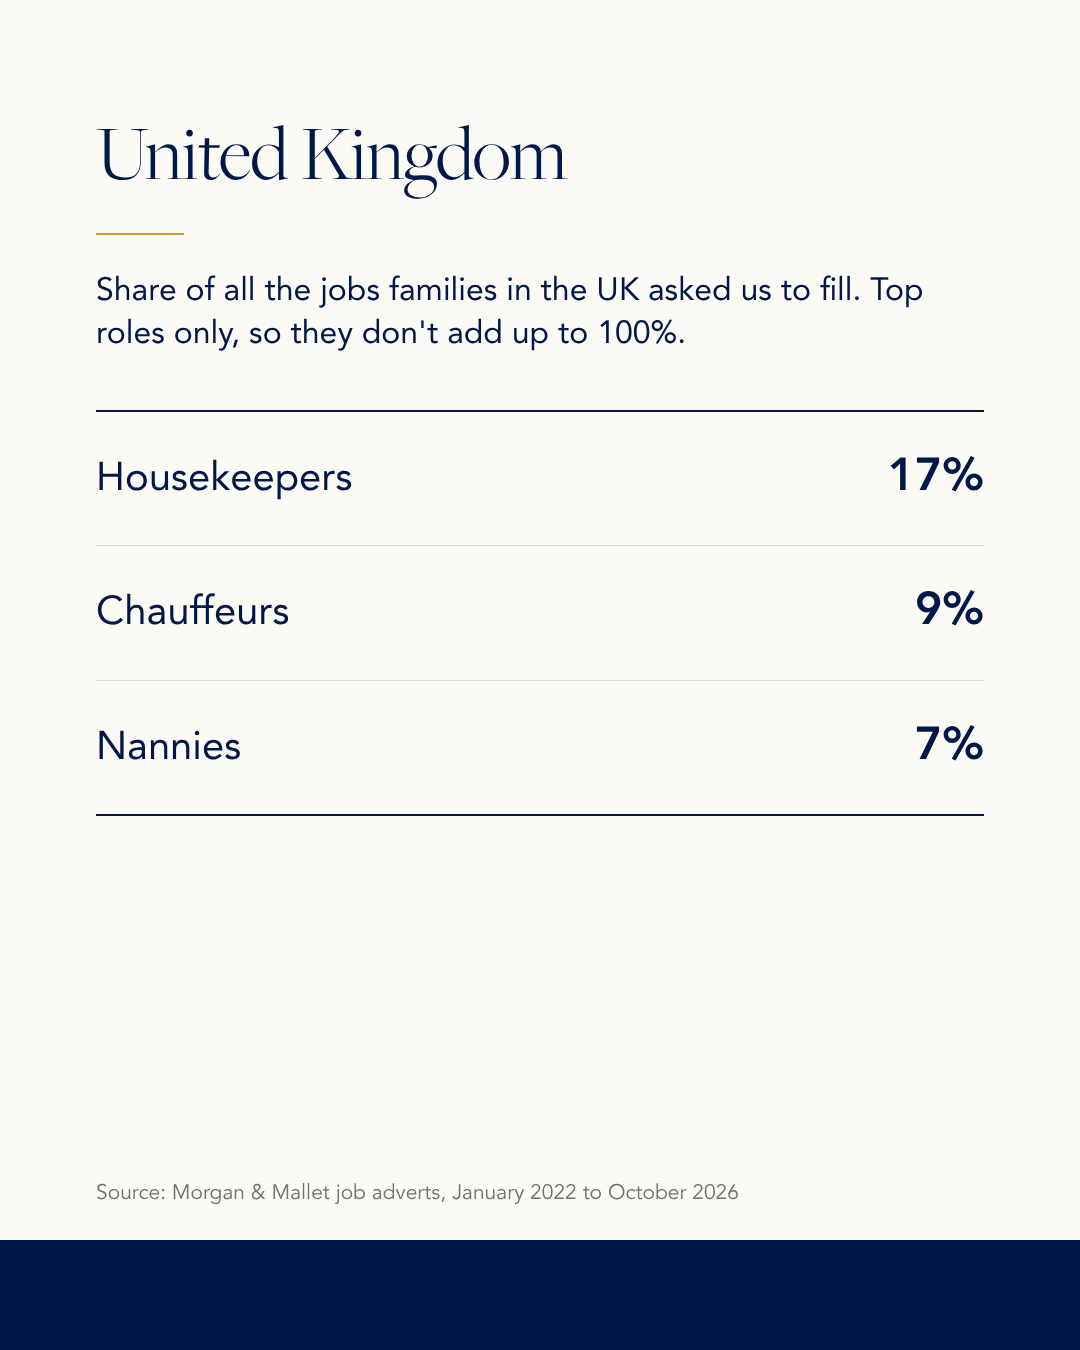 United Kingdom
Share of all the jobs families in the UK asked us to fill. Top
roles only, so they don't add up to 100%.
Housekeepers 17%
Chauffeurs 9%
Nannies 7%
Source: Morgan & Mallet job adverts, January 2022 to October 2026